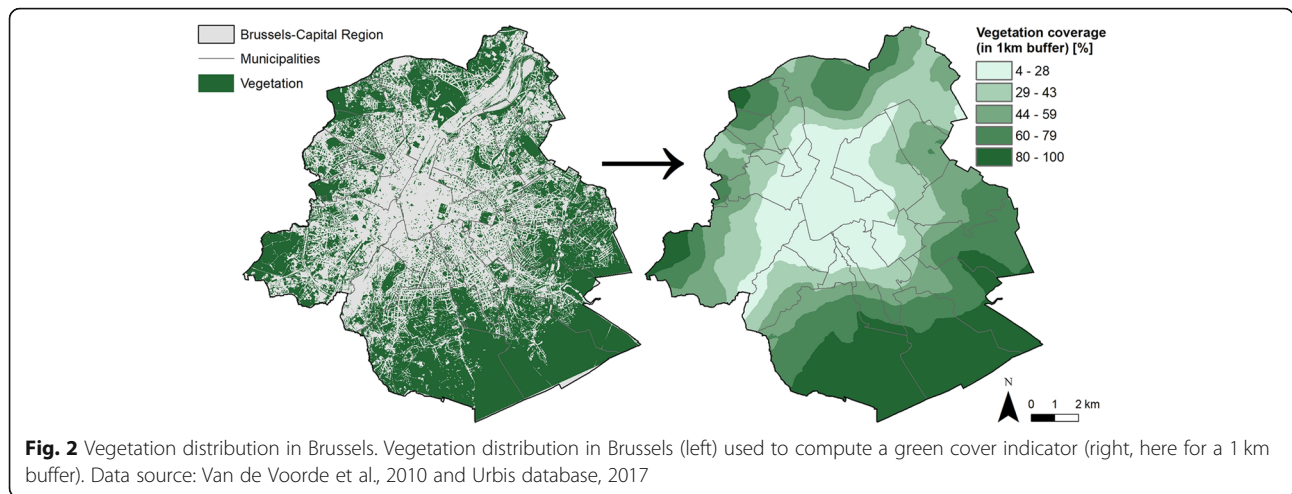 Brussels-Capital Region
Municipalities
Vegetation
Vegetation coverage
(in 1km buffer) [%]
4 - 28
29 - 43
44 - 59
60 - 79
80 - 100
N
0 1 2 km
Fig. 2 Vegetation distribution in Brussels. Vegetation distribution in Brussels (left) used to compute a green cover indicator (right, here for a 1 km
buffer). Data source: Van de Voorde et al., 2010 and Urbis database, 2017